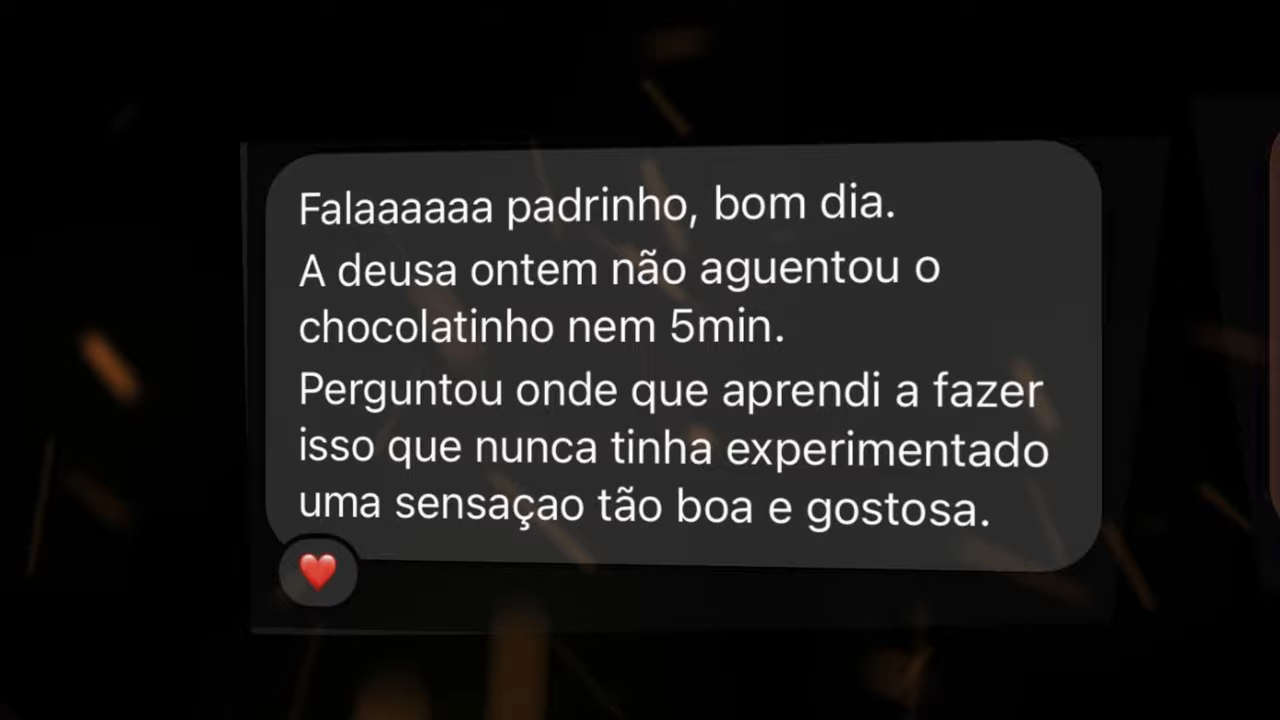 Falaaaaaa padrinho, bom dia.
A deusa ontem não aguentou o
chocolatinho nem 5min.
Perguntou onde que aprendi a fazer
isso que nunca tinha experimentado
uma sensaçao tão boa e gostosa.